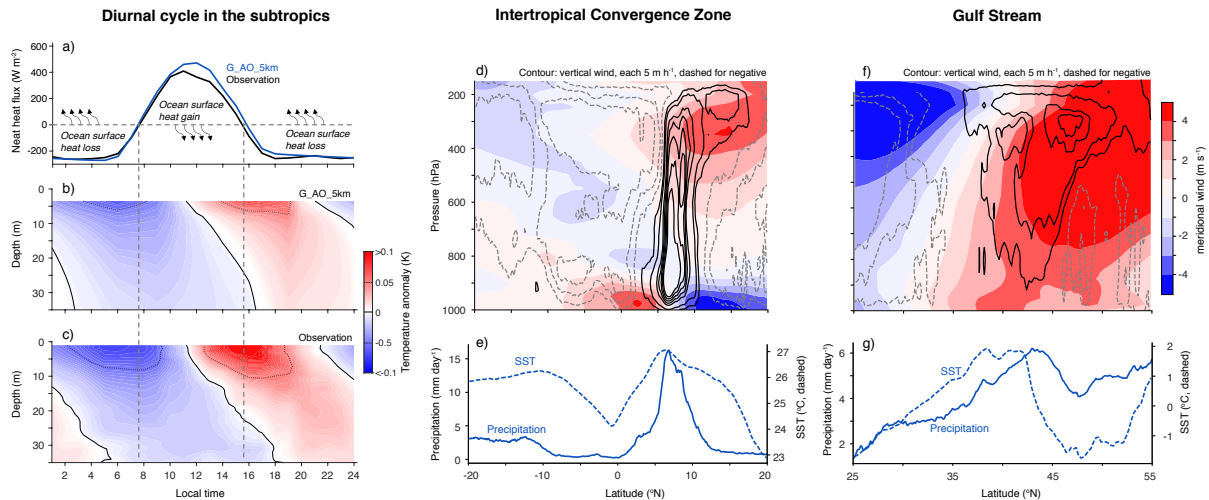 Diurnal cycle in the subtropics
a)
Neat heat flux (W m-2)
600
400
200
0
-200
G_AO_5km
Observation
Ocean surface
heat gain
Ocean surface
heat loss
Ocean surface
heat loss
b)
G_AO_5km
Depth (m)
0
10
20
30
c)
Observation
Depth (m)
0
10
20
30
2 4 6 8 10 12 14 16 18 20 22 24
Local time
>0.1
0.05
0
-0.05
<-0.1
Temperature anomaly (K)
Intertropical Convergence Zone
d)
Contour: vertical wind, each 5 m h-1, dashed for negative
Pressure (hPa)
200
400
600
800
1000
e)
SST
Precipitation
Precipitation (mm day-1)
15
10
5
0
27
26
25
24
23
SST (°C, dashed)
-20 -15 -10 -5 0 5 10 15 20
Latitude (°N)
Gulf Stream
f)
Contour: vertical wind, each 5 m h-1, dashed for negative
4
2
0
-2
-4
meridional wind (m s-1)
g)
SST
Precipitation
Precipitation (mm day-1)
6
5
4
3
2
2
1
0
-1
SST (°C, dashed)
25 35 45 55
Latitude (°N)